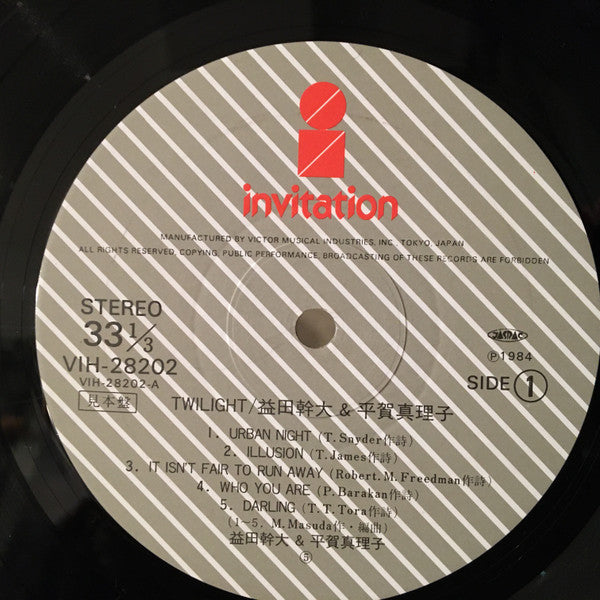 invitation
MANUFACTURED BY VICTOR MUSICAL INDUSTRIES, INC., TOKYO, JAPAN
ALL RIGHTS RESERVED, COPYING, PUBLIC PERFORMANCE, BROADCASTING OF THESE RECORDS ARE FORBIDDEN
STEREO
33 1/3
VIH-28202
VIH-28202-A
見本盤
JASRAC
Ⓟ1984
SIDE ①
TWILIGHT/益田幹大 & 平賀真理子
1. URBAN NIGHT (T. Snyder作詩)
2. ILLUSION (T. James作詩)
3. IT ISN'T FAIR TO RUN AWAY (Robert. M. Freedman作詩)
4. WHO YOU ARE (P. Barakan作詩)
5. DARLING (T. T. Tora作詩)
(1~5. M. Masuda作・編曲)
益田幹大 & 平賀真理子
⑤